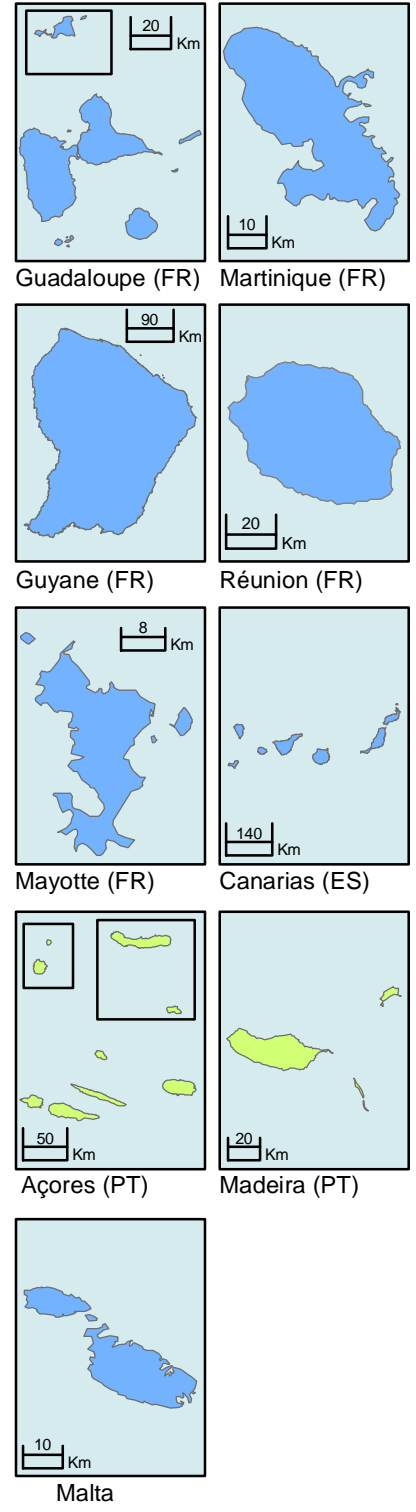 20
Km
Guadaloupe (FR)
10
Km
Martinique (FR)
90
Km
Guyane (FR)
20
Km
Réunion (FR)
8
Km
Mayotte (FR)
140
Km
Canarias (ES)
50
Km
Açores (PT)
20
Km
Madeira (PT)
10
Km
Malta